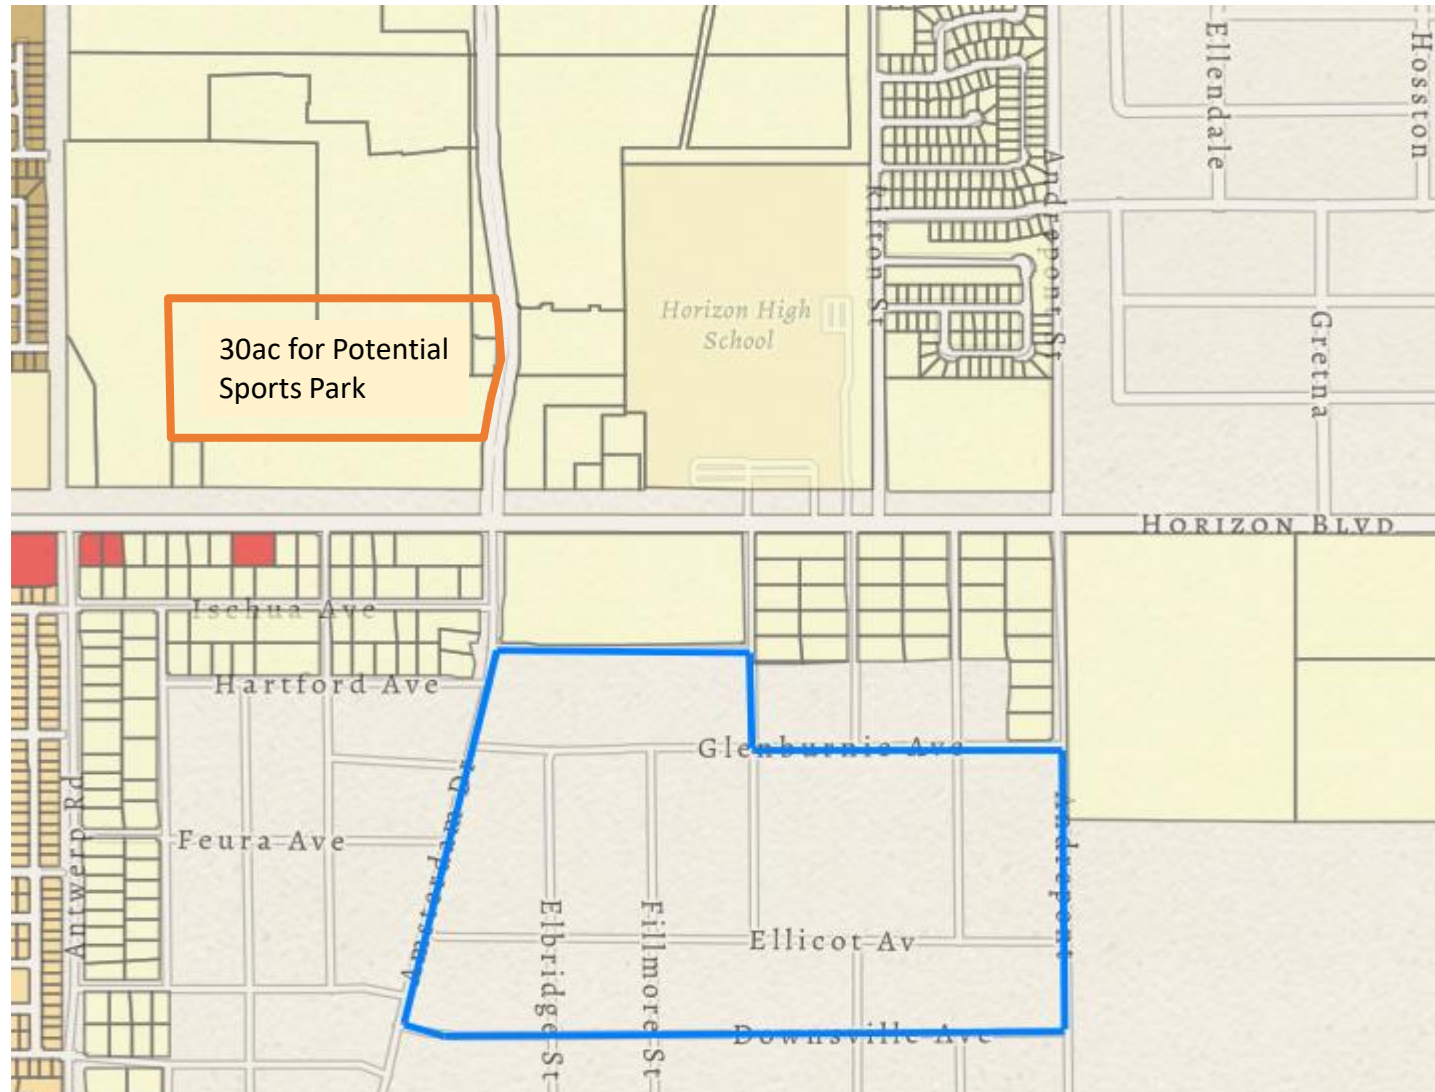 Ellendale
Hosston
Andrepont St
Rifton St
Horizon High
School
Gretna
30ac for Potential
Sports Park
HORIZON BLVD
Ischua Ave
Hartford Ave
Glenburnie Ave
Amsterdam Dr
Antwerp Rd
Feura Ave
Andrepont
Elbridge St
Fillmore St
Ellicot Av
Downsville Ave